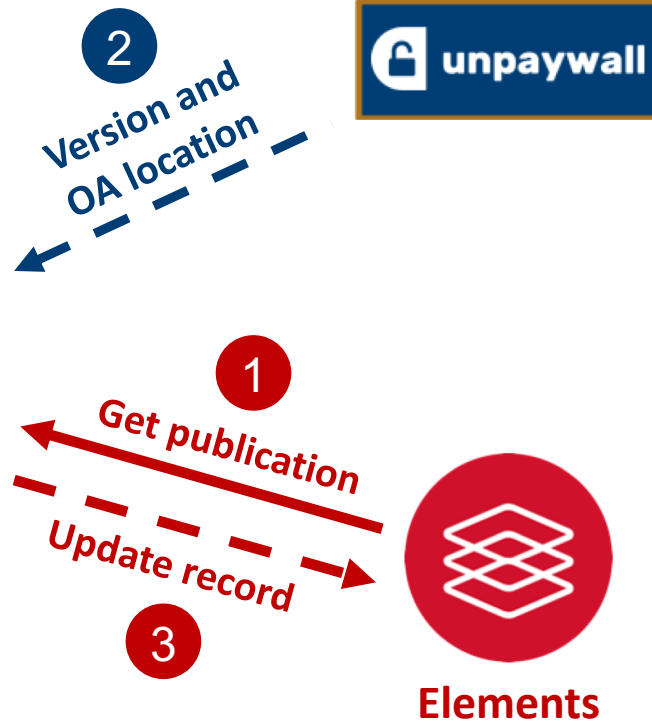 2
unpaywall
Version and
OA location
1
Get publication
Update record
3
Elements